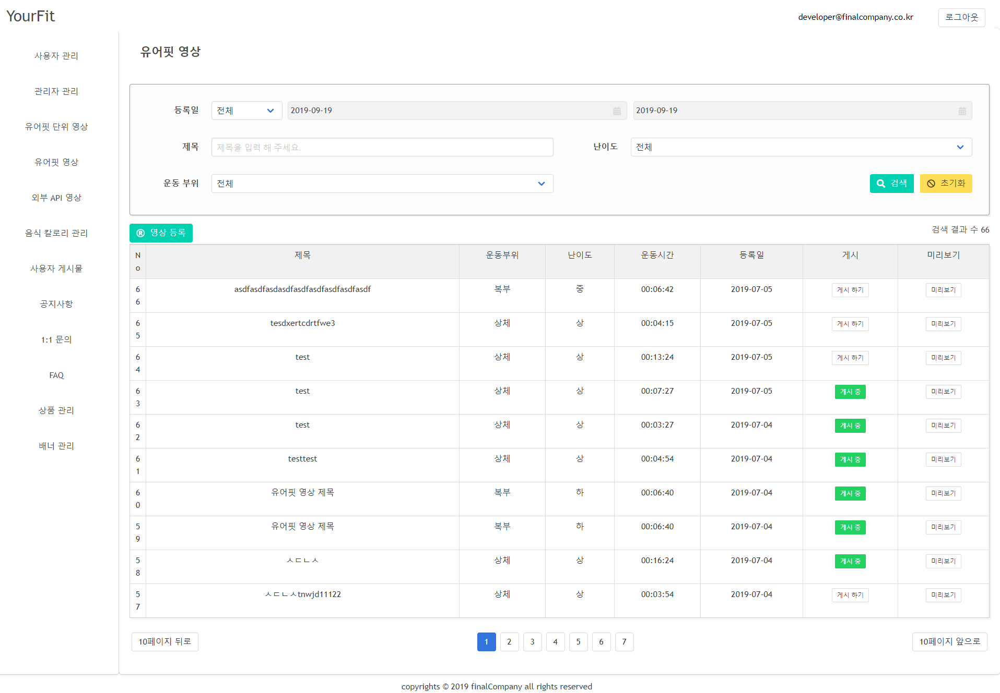 YourFit
developer@finalcompany.co.kr
로그아웃
사용자 관리
관리자 관리
유어핏 단위 영상
유어핏 영상
외부 API 영상
음식 칼로리 관리
사용자 게시물
공지사항
1:1 문의
FAQ
상품 관리
배너 관리
유어핏 영상
등록일 전체 2019-09-19 2019-09-19
제목 제목을 입력 해 주세요. 난이도 전체
운동 부위 전체 검색 초기화
® 영상 등록 검색 결과 수 66
No 제목 운동부위 난이도 운동시간 등록일 게시 미리보기
66 asdfasdfasdasdfasdfasdfasdfasdfasdf 복부 중 00:06:42 2019-07-05 게시 하기 미리보기
65 tesdxertcdrtfwe3 상체 상 00:04:15 2019-07-05 게시 하기 미리보기
64 test 상체 상 00:13:24 2019-07-05 게시 하기 미리보기
63 test 상체 상 00:07:27 2019-07-05 게시 중 미리보기
62 test 상체 상 00:03:27 2019-07-04 게시 중 미리보기
61 testtest 상체 상 00:04:54 2019-07-04 게시 중 미리보기
60 유어핏 영상 제목 복부 하 00:06:40 2019-07-04 게시 중 미리보기
59 유어핏 영상 제목 복부 하 00:06:40 2019-07-04 게시 중 미리보기
58 ㅅㄷㄴㅅ 상체 상 00:16:24 2019-07-04 게시 중 미리보기
57 ㅅㄷㄴㅅtnwjd11122 상체 상 00:03:54 2019-07-04 게시 하기 미리보기
10페이지 뒤로 1 2 3 4 5 6 7 10페이지 앞으로
copyrights © 2019 finalCompany all rights reserved